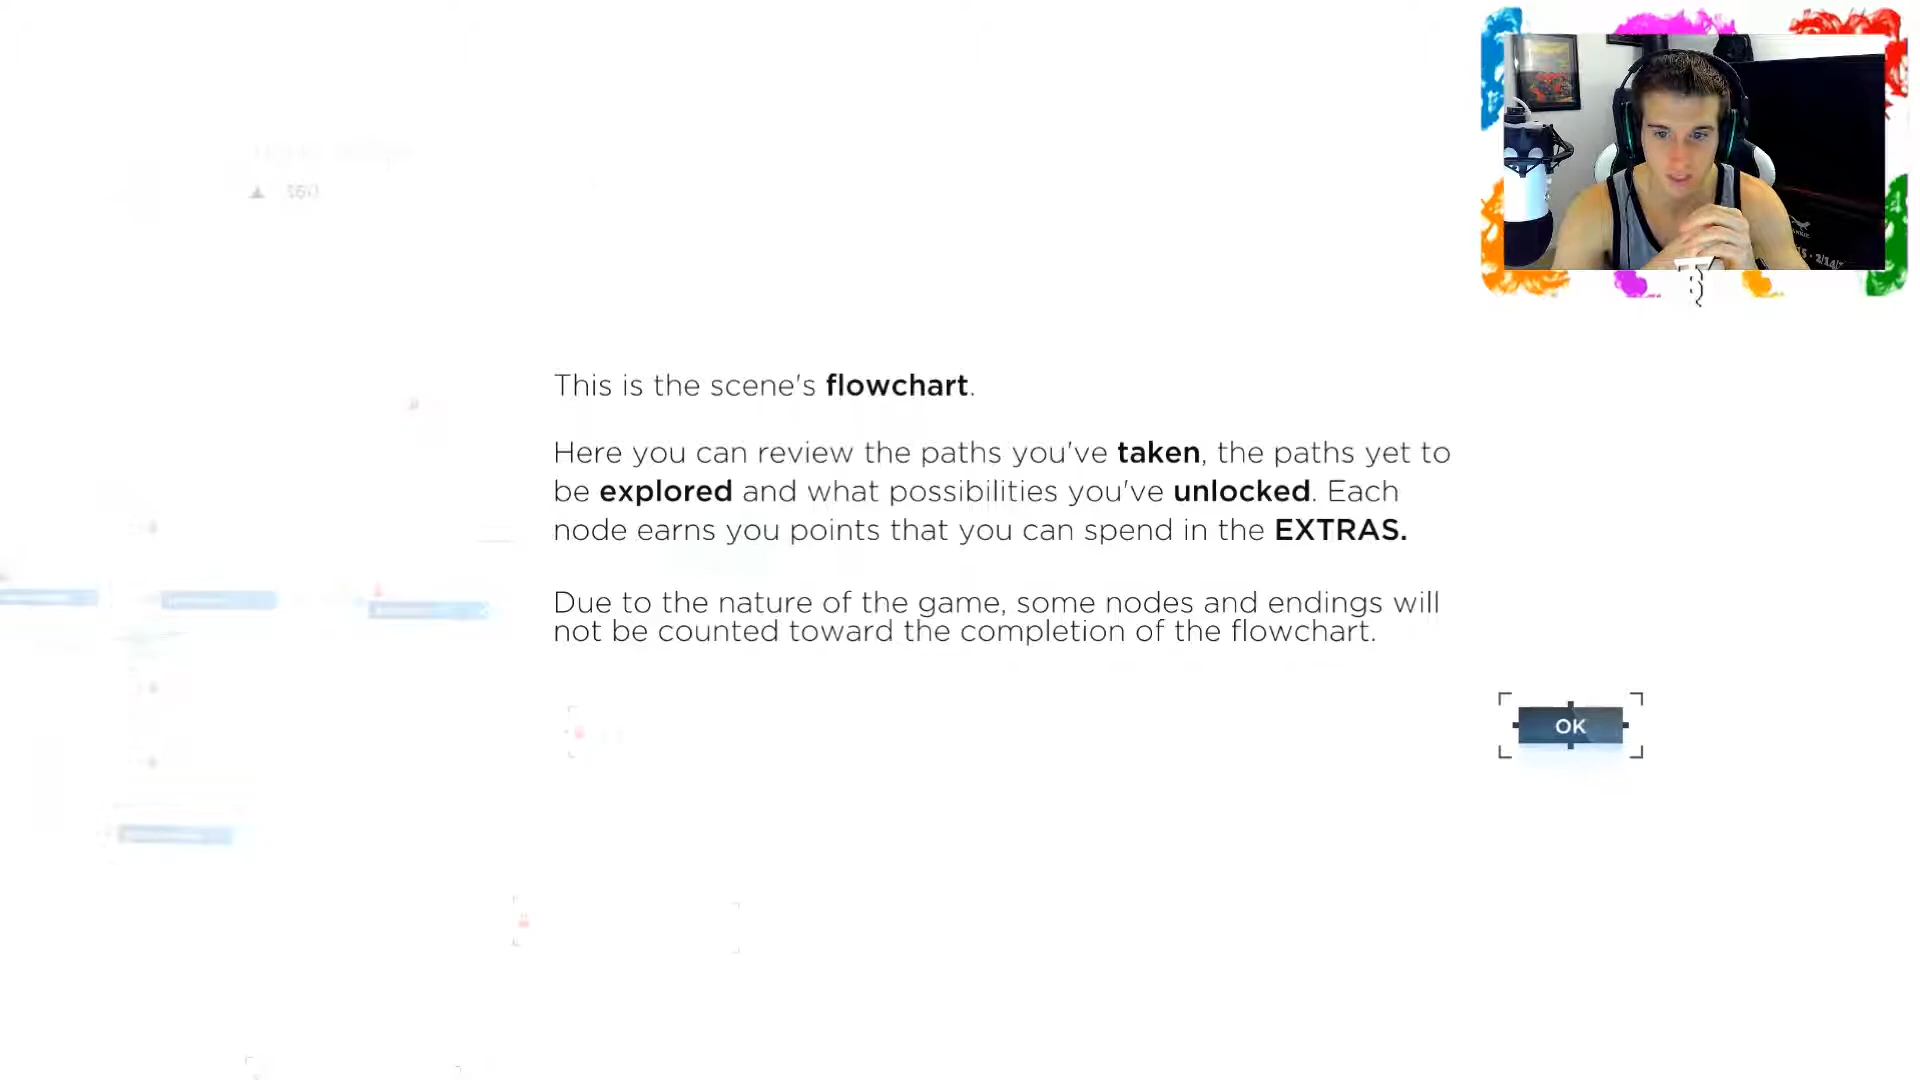 160
This is the scene's flowchart.
Here you can review the paths you've taken, the paths yet to
be explored and what possibilities you've unlocked. Each
node earns you points that you can spend in the EXTRAS.
Due to the nature of the game, some nodes and endings will
not be counted toward the completion of the flowchart.
OK